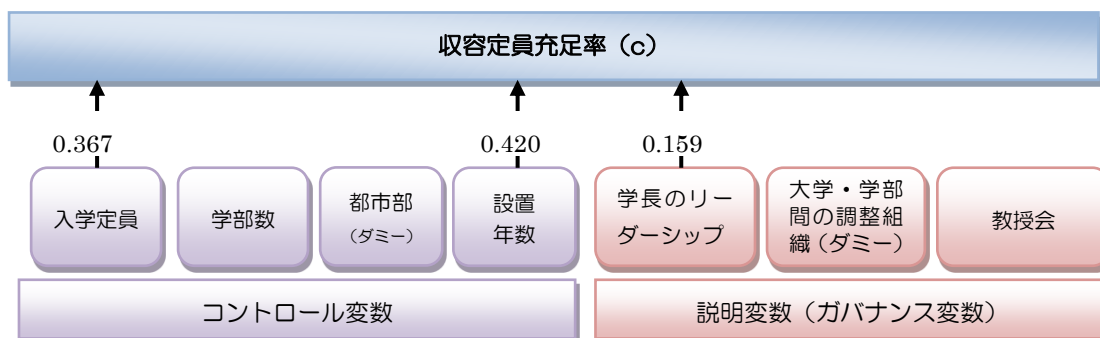 収容定員充足率(c)
0.367
0.420
0.159
入学定員
学部数
都市部
(ダミー)
設置
年数
学長のリー
ダーシップ
大学・学部
間の調整組
織(ダミー)
教授会
コントロール変数
説明変数(ガバナンス変数)